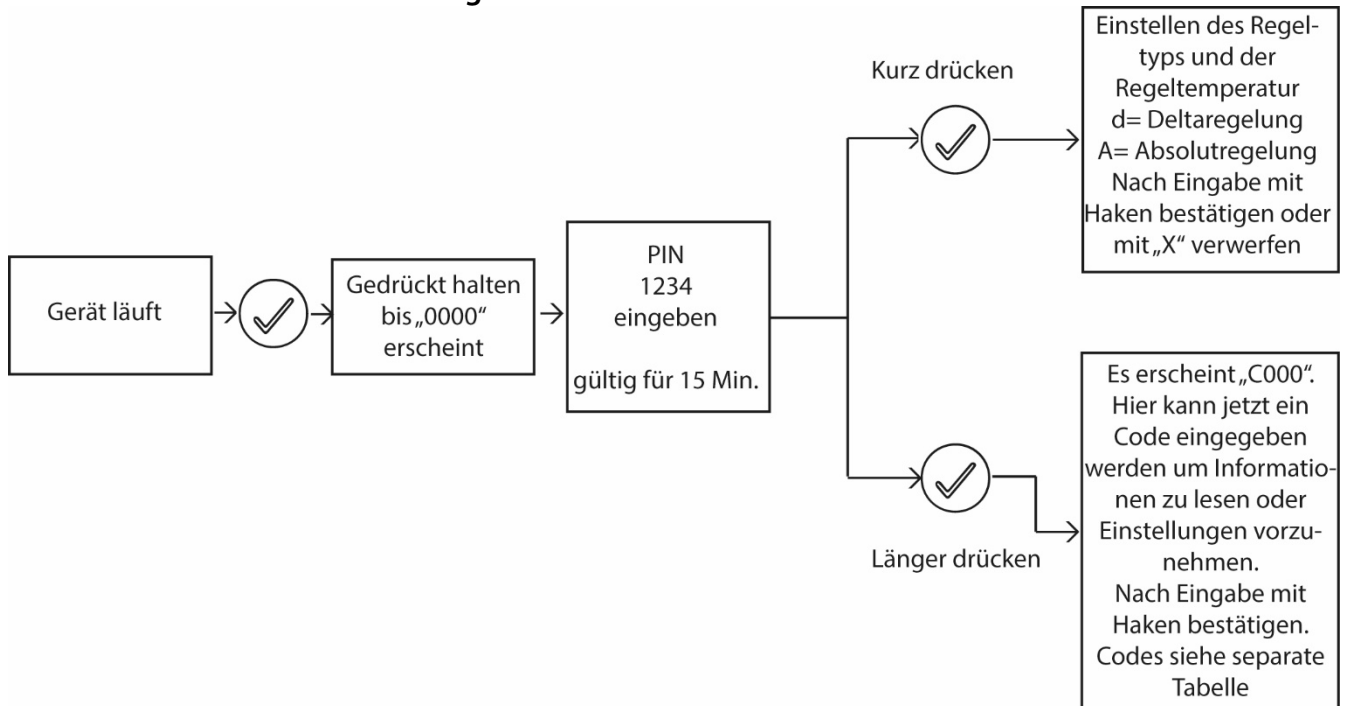 g
Gerät läuft
Gedrückt halten
bis „0000“
erscheint
PIN
1234
eingeben
gültig für 15 Min.
Kurz drücken
Einstellen des Regel-
typs und der
Regeltemperatur
d= Deltaregelung
A= Absolutregelung
Nach Eingabe mit
Haken bestätigen oder
mit „X“ verwerfen
Länger drücken
Es erscheint „C000“.
Hier kann jetzt ein
Code eingegeben
werden um Informatio-
nen zu lesen oder
Einstellungen vorzu-
nehmen.
Nach Eingabe mit
Haken bestätigen.
Codes siehe separate
Tabelle